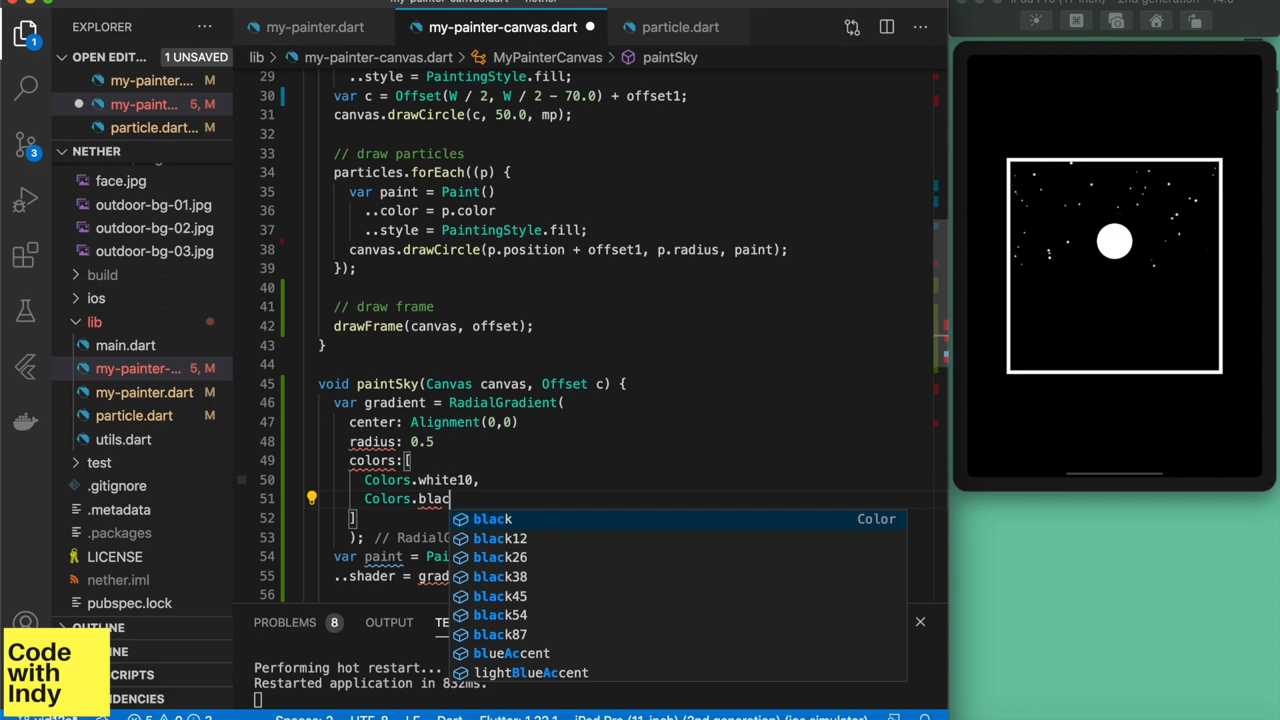 EXPLORER
my-painter.dart
my-painter-canvas.dart
particle.dart
OPEN EDIT...
1 UNSAVED
my-painter.... M
my-paint... 5, M
particle.dart... M
NETHER
face.jpg
outdoor-bg-01.jpg
outdoor-bg-02.jpg
outdoor-bg-03.jpg
build
ios
lib
main.dart
my-painter-... 5, M
my-painter.dart M
particle.dart M
utils.dart
test
.gitignore
.metadata
.packages
LICENSE
nether.iml
pubspec.lock
OUTLINE
lib > my-painter-canvas.dart > MyPainterCanvas > paintSky
29 ..style = PaintingStyle.fill;
30 var c = Offset(W / 2, W / 2 - 70.0) + offset1;
31 canvas.drawCircle(c, 50.0, mp);
32
33 // draw particles
34 particles.forEach((p) {
35 var paint = Paint()
36 ..color = p.color
37 ..style = PaintingStyle.fill;
38 canvas.drawCircle(p.position + offset1, p.radius, paint);
39 });
40
41 // draw frame
42 drawFrame(canvas, offset);
43 }
44
45 void paintSky(Canvas canvas, Offset c) {
46 var gradient = RadialGradient(
47 center: Alignment(0,0)
48 radius: 0.5
49 colors:[
50 Colors.white10,
51 Colors.blac
52 ]
53 ); // RadialG
54 var paint = Pai
55 ..shader = grad
56
black Color
black12
black26
black38
black45
black54
black87
blueAccent
lightBlueAccent
PROBLEMS 8 OUTPUT TE
Performing hot restart...
Restarted application in 832ms.
Code
with
Indy